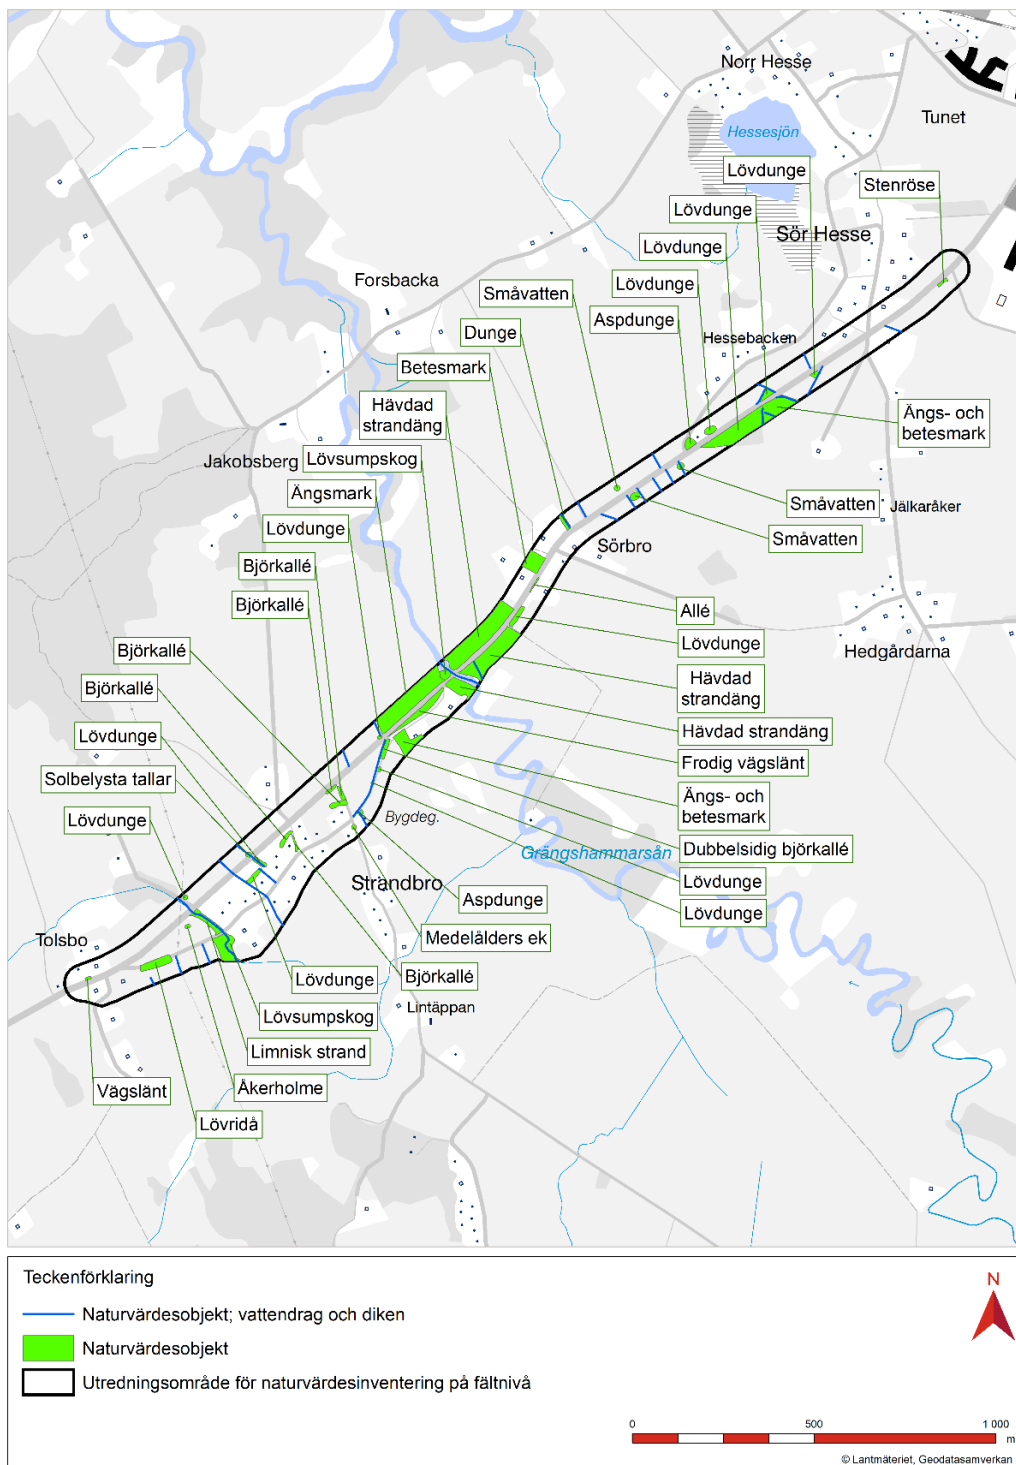 Norr Hesse
Tunet
Hessesjön
Lövdunge
Stenröse
Lövdunge
Sör Hesse
Lövdunge
Forsbacka
Lövdunge
Småvatten
Aspdunge
Dunge
Hessebacken
Betesmark
Hävdad
strandäng
Ängs- och
betesmark
Jakobsberg
Lövsumpskog
Ängsmark
Småvatten
Jälkaråker
Lövdunge
Småvatten
Sörbro
Björkallé
Björkallé
Allé
Lövdunge
Hedgårdarna
Björkallé
Hävdad
strandäng
Björkallé
Hävdad strandäng
Lövdunge
Frodig vägslänt
Solbelysta tallar
Ängs- och
betesmark
Lövdunge
Bygdeg.
Grängshammarsån
Dubbelsidig björkallé
Strandbro
Lövdunge
Aspdunge
Lövdunge
Tolsbo
Medelälders ek
Lövdunge
Björkallé
Lintäppan
Lövsumpskog
Limnisk strand
Vägslänt
Åkerholme
Lövridå
Teckenförklaring
Naturvärdesobjekt; vattendrag och diken
Naturvärdesobjekt
Utredningsområde för naturvärdesinventering på fältnivå
N
0 500 1 000
m
© Lantmäteriet, Geodatasamverkan